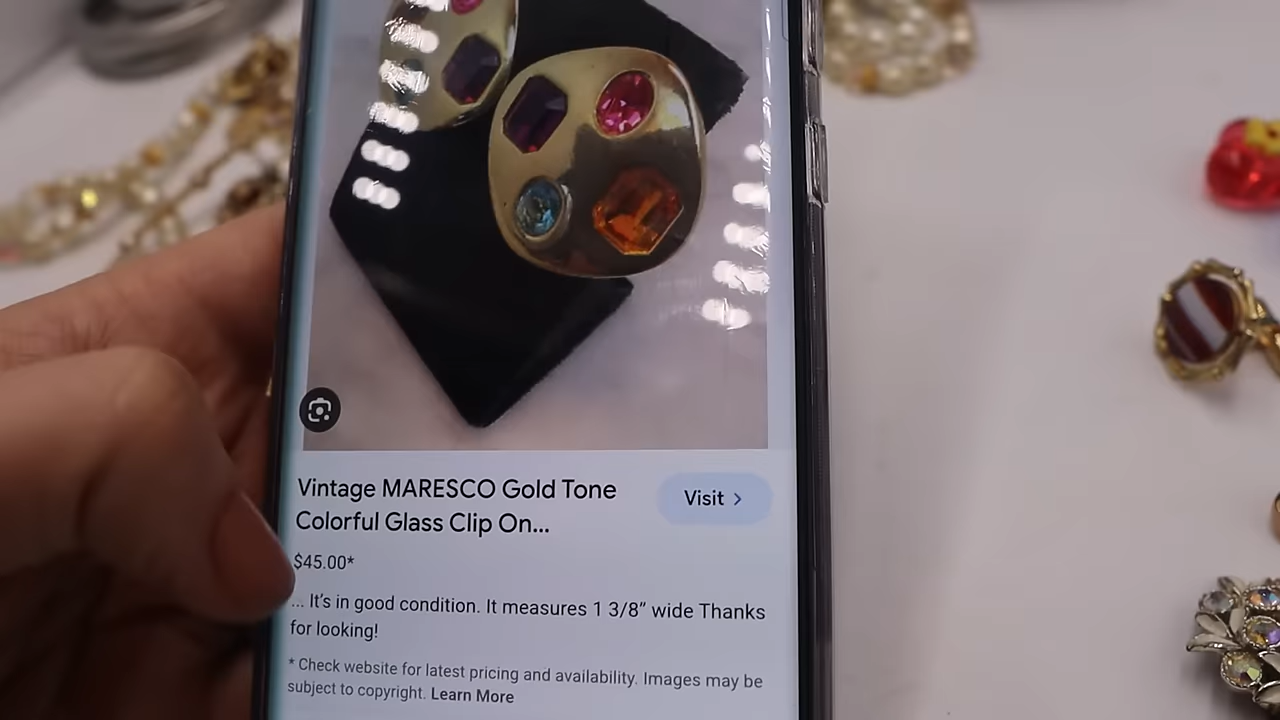 Vintage MARESCO Gold Tone
Colorful Glass Clip On...
Visit >
$45.00*
... It's in good condition. It measures 1 3/8" wide Thanks
for looking!
* Check website for latest pricing and availability. Images may be
subject to copyright. Learn More